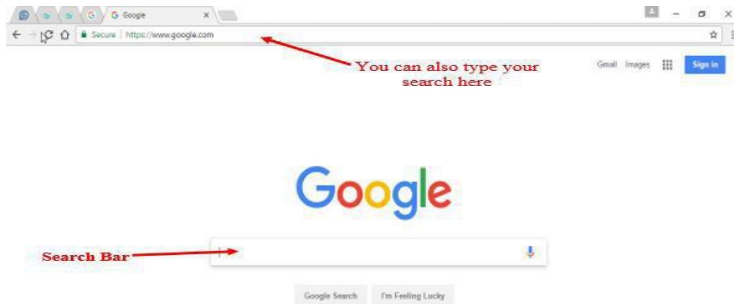 Google
Secure | https://www.google.com
You can also type your
search here
Gmail Images
Sign in
Google
Search Bar
Google Search I'm Feeling Lucky